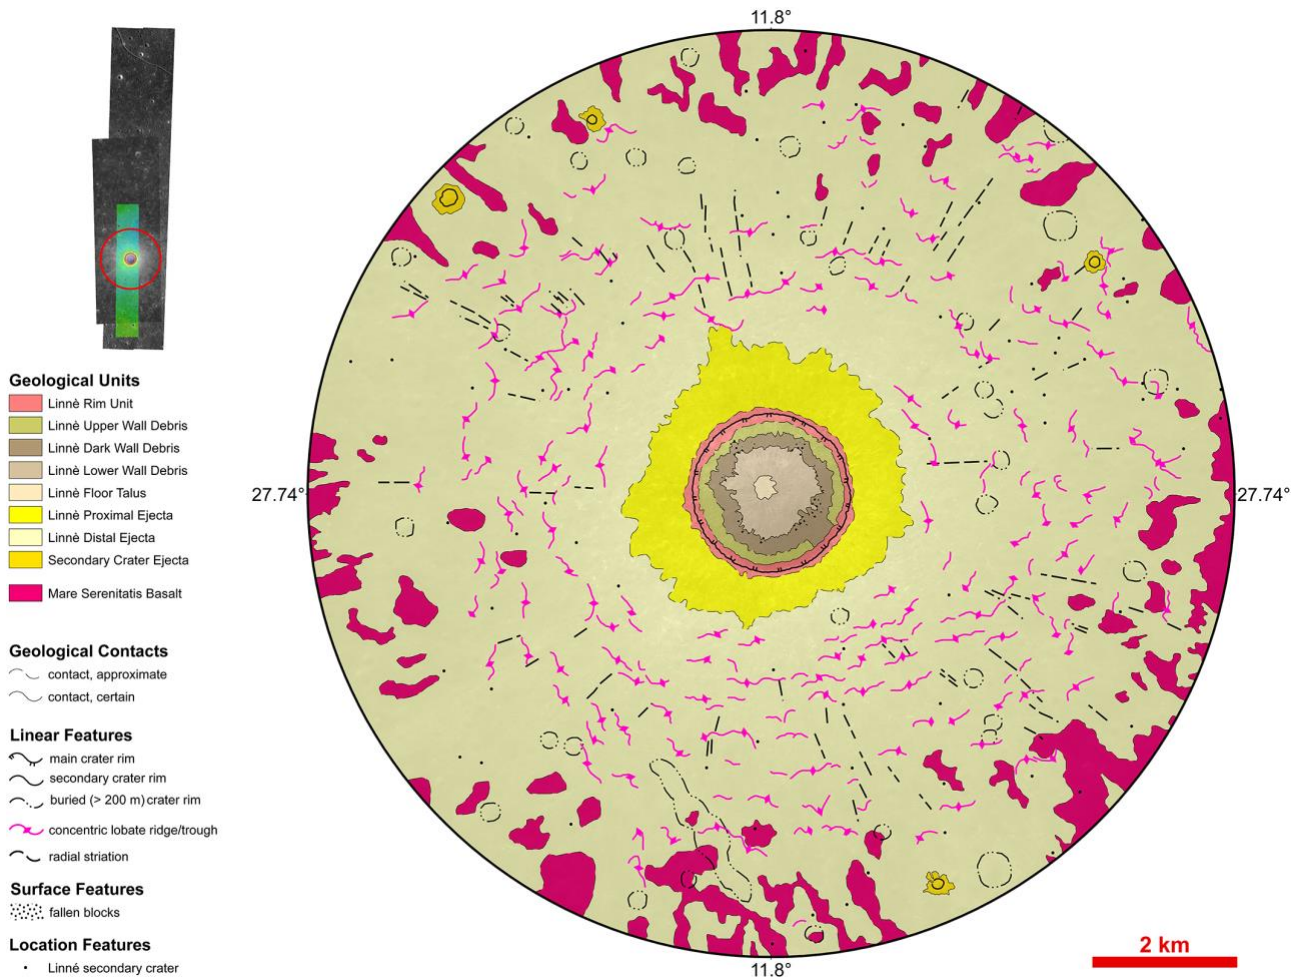 11.8°
Geological Units
Linnè Rim Unit
Linnè Upper Wall Debris
Linnè Dark Wall Debris
Linnè Lower Wall Debris
Linnè Floor Talus
Linnè Proximal Ejecta
Linnè Distal Ejecta
Secondary Crater Ejecta
Mare Serenitatis Basalt
27.74°
27.74°
Geological Contacts
contact, approximate
contact, certain
Linear Features
main crater rim
secondary crater rim
buried (> 200 m) crater rim
concentric lobate ridge/trough
radial striation
Surface Features
fallen blocks
Location Features
Linné secondary crater
2 km
11.8°